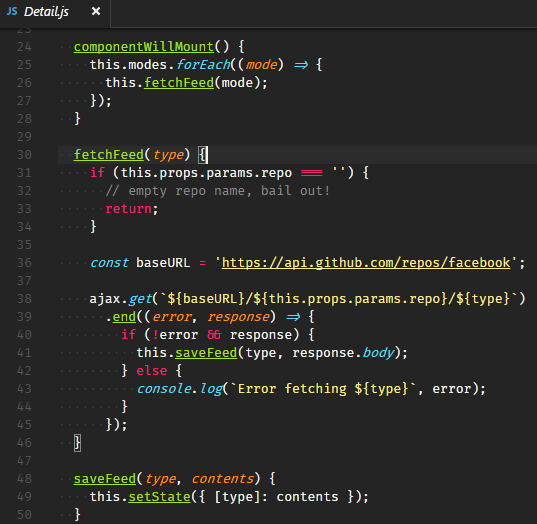 JS Detail.js ×
23
24 componentWillMount() {
25 this.modes.forEach((mode) => {
26 this.fetchFeed(mode);
27 });
28 }
29
30 fetchFeed(type) {
31 if (this.props.params.repo === '') {
32 // empty repo name, bail out!
33 return;
34 }
35
36 const baseURL = 'https://api.github.com/repos/facebook';
37
38 ajax.get(`${baseURL}/${this.props.params.repo}/${type}`)
39 .end((error, response) => {
40 if (!error && response) {
41 this.saveFeed(type, response.body);
42 } else {
43 console.log(`Error fetching ${type}`, error);
44 }
45 });
46 }
47
48 saveFeed(type, contents) {
49 this.setState({ [type]: contents });
50 }